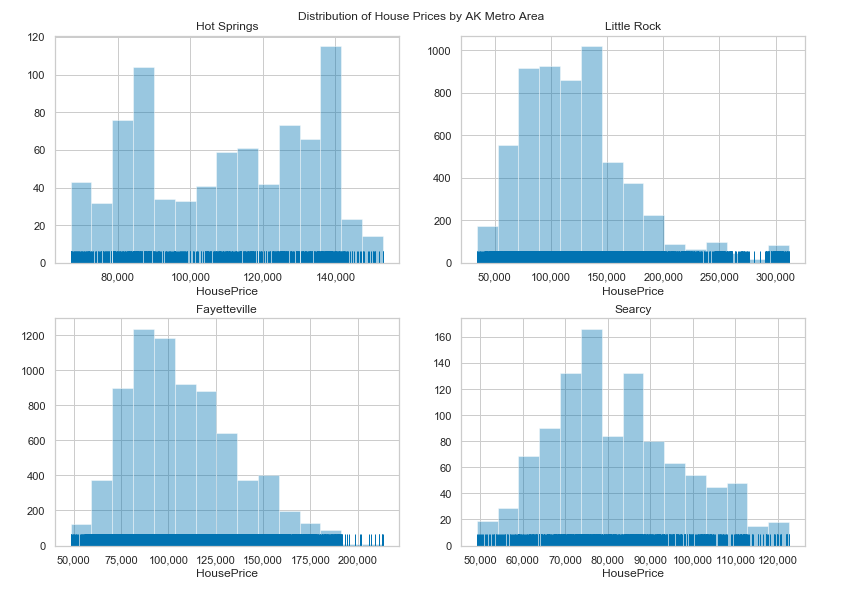 Distribution of House Prices by AK Metro Area
Hot Springs
120
100
80
60
40
20
0
80,000 100,000 120,000 140,000
HousePrice
Little Rock
1000
800
600
400
200
0
50,000 100,000 150,000 200,000 250,000 300,000
HousePrice
Fayetteville
1200
1000
800
600
400
200
0
50,000 75,000 100,000 125,000 150,000 175,000 200,000
HousePrice
Searcy
160
140
120
100
80
60
40
20
0
50,000 60,000 70,000 80,000 90,000 100,000 110,000 120,000
HousePrice